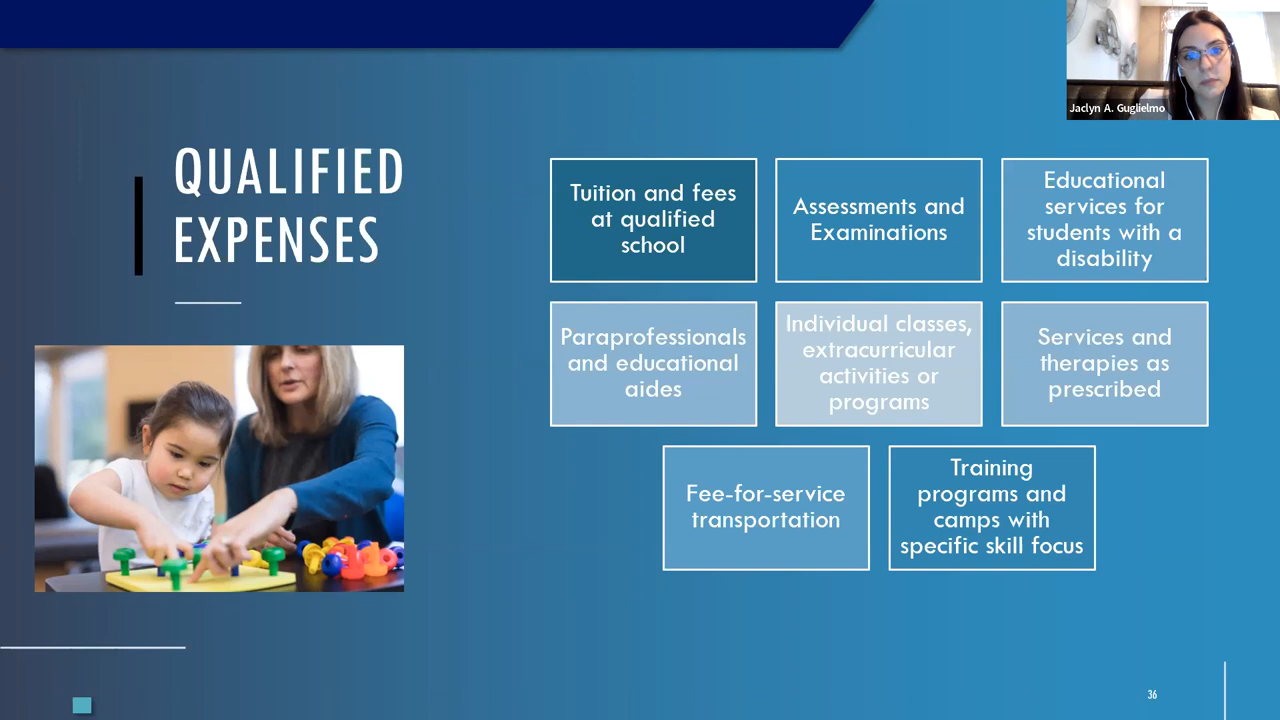 Jaclyn A. Guglielmo
QUALIFIED
EXPENSES
Tuition and fees
at qualified
school
Assessments and
Examinations
Educational
services for
students with a
disability
Paraprofessionals
and educational
aides
Individual classes,
extracurricular
activities or
programs
Services and
therapies as
prescribed
Fee-for-service
transportation
Training
programs and
camps with
specific skill focus
36